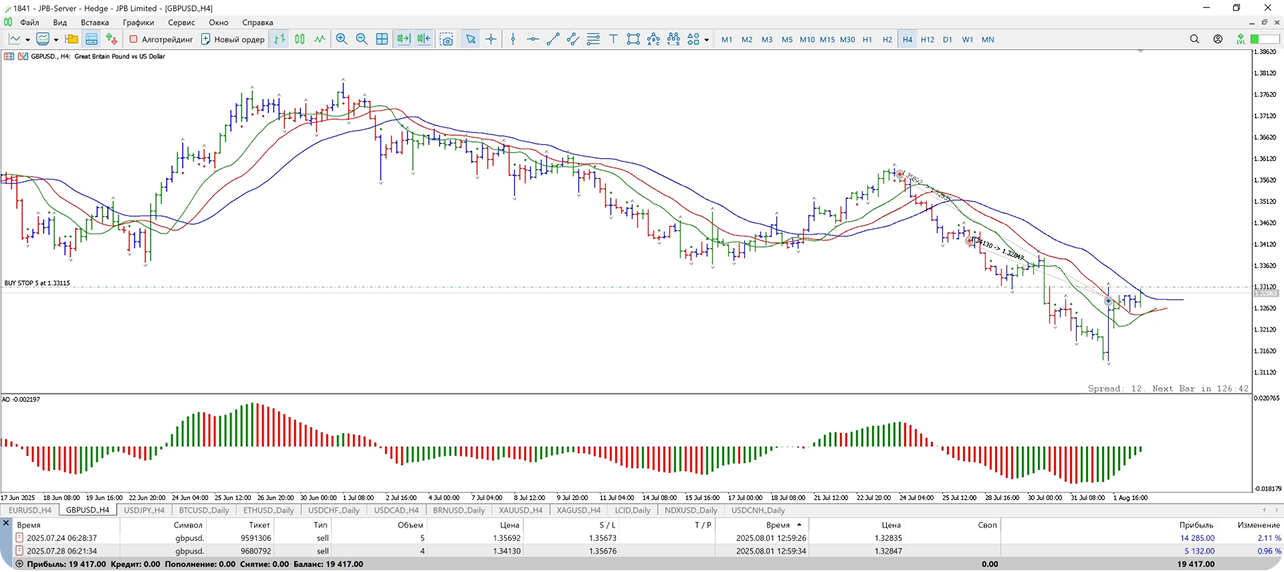 1841 - JPB-Server - Hedge - JPB Limited - [GBPUSD.,H4]
Файл Вид Вставка Графики Сервис Окно Справка
Алготрейдинг Новый ордер M1 M2 M3 M5 M10 M15 M30 H1 H2 H4 H12 D1 W1 MN LVL
GBPUSD., H4: Great Britain Pound vs US Dollar
1.38620
1.38120
1.37620
1.37120
1.36620
1.36120
1.35620
1.35120
1.34620
1.34120
1.33620
1.33120
1.32620
1.32120
1.31620
1.31120
34130 -> 1.32847
BUY STOP 5 at 1.33115
Spread: 12. Next Bar in 126:42
AO -0.002197
0.020765
-0.018179
17 Jun 2025 18 Jun 08:00 19 Jun 16:00 22 Jun 20:00 24 Jun 04:00 25 Jun 12:00 26 Jun 20:00 30 Jun 00:00 1 Jul 08:00 2 Jul 16:00 4 Jul 00:00 7 Jul 04:00 8 Jul 12:00 9 Jul 20:00 11 Jul 04:00 14 Jul 08:00 15 Jul 16:00 17 Jul 00:00 18 Jul 08:00 21 Jul 12:00 22 Jul 20:00 24 Jul 04:00 25 Jul 12:00 28 Jul 16:00 30 Jul 00:00 31 Jul 08:00 1 Aug 16:00
EURUSD.,H4 GBPUSD.,H4 USDJPY.,H4 BTCUSD.,Daily ETHUSD.,Daily USDCHF.,Daily USDCAD.,H4 BRNUSD.,Daily XAUUSD.,H4 XAGUSD.,H4 LCID,Daily NDXUSD.,Daily USDCNH.,Daily
Время Символ Тикет Тип Объем Цена S / L T / P Время Цена Своп Прибыль Изменение
2025.07.24 06:28:37 gbpusd. 9591306 sell 5 1.35692 1.35673 2025.08.01 12:59:26 1.32835 14 285.00 2.11 %
2025.07.28 06:21:34 gbpusd. 9680792 sell 4 1.34130 1.35676 2025.08.01 12:59:34 1.32847 5 132.00 0.96 %
Прибыль: 19 417.00 Кредит: 0.00 Пополнение: 0.00 Снятие: 0.00 Баланс: 19 417.00 0.00 19 417.00